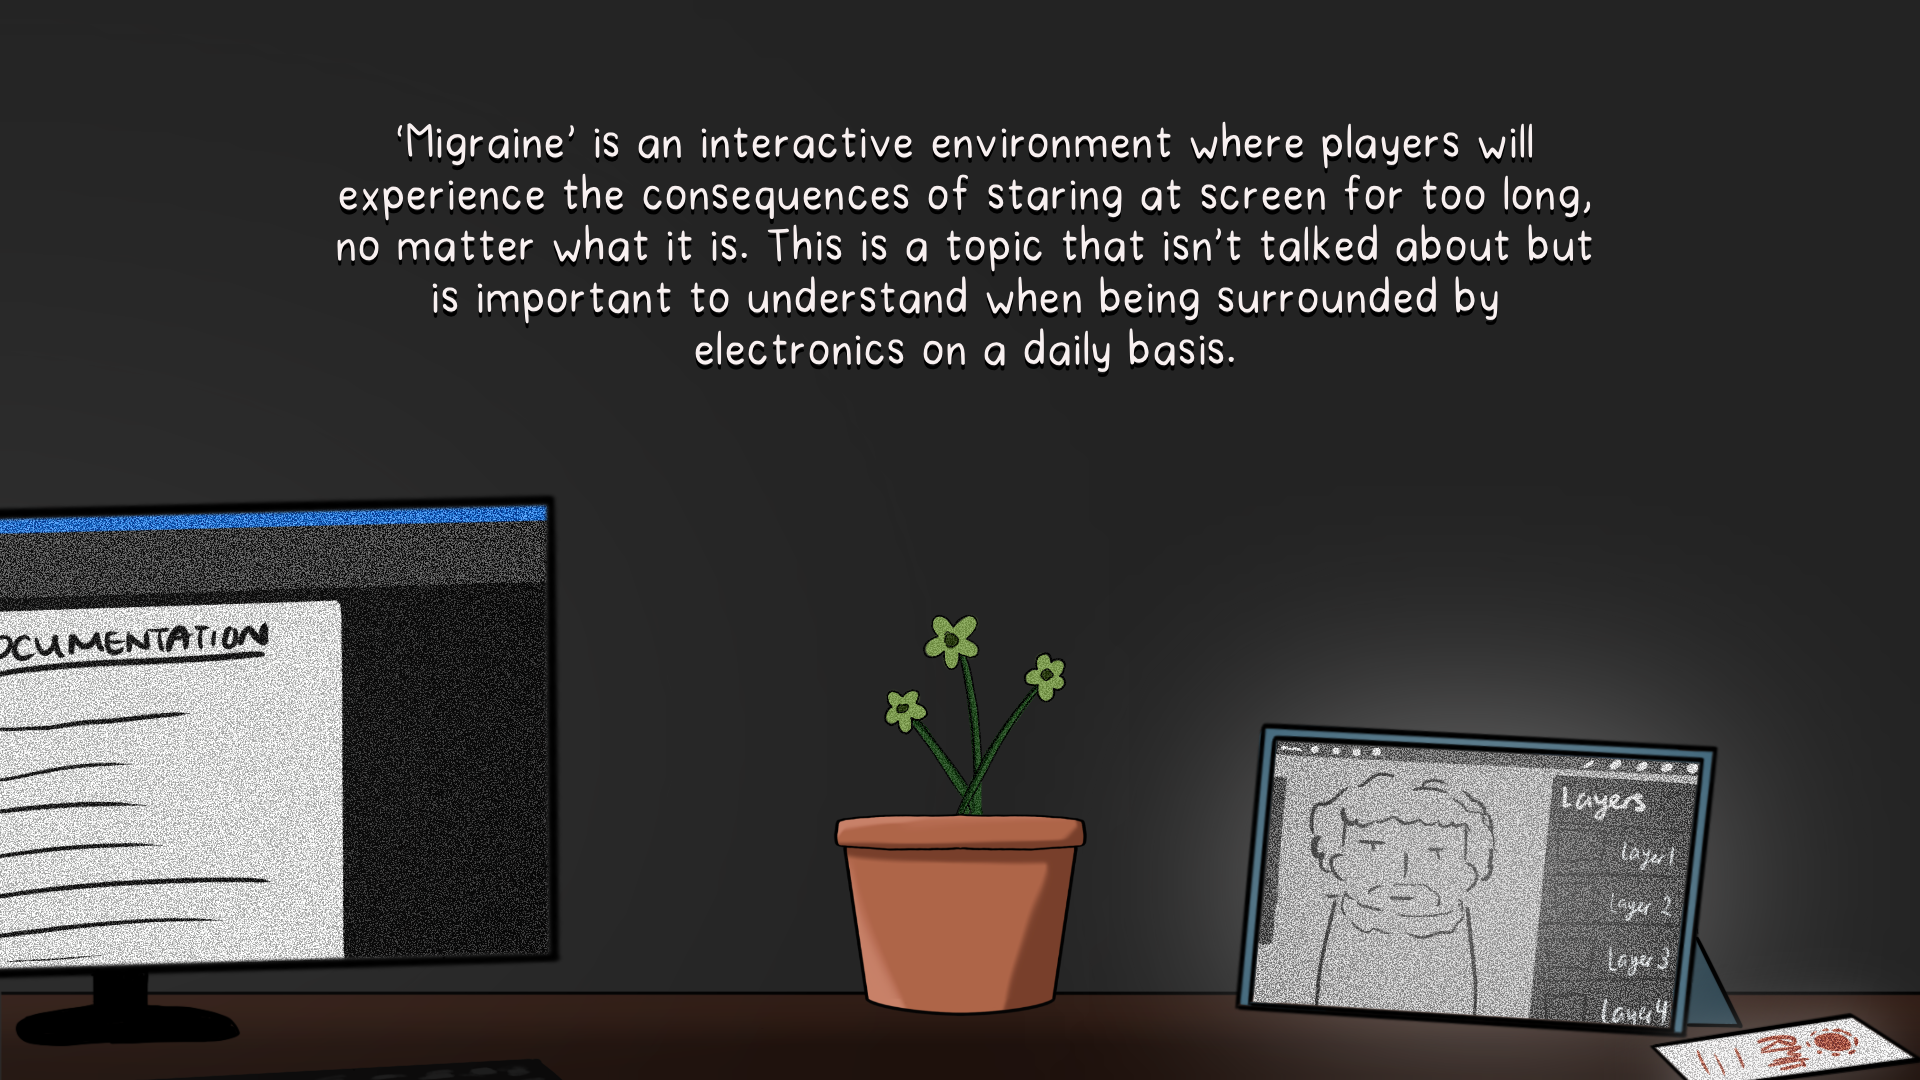 ‘Migraine’ is an interactive environment where players will
experience the consequences of staring at screen for too long,
no matter what it is. This is a topic that isn’t talked about but
is important to understand when being surrounded by
electronics on a daily basis.
OCUMENTATION
Layers
Layer 1
Layer 2
Layer 3
Layer 4